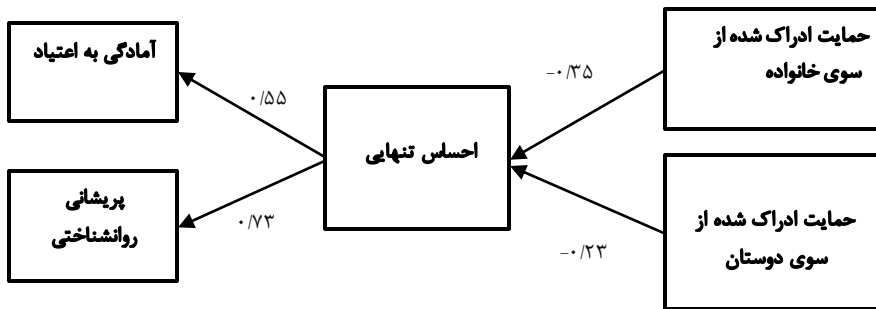 حمایت ادراک شده از
سوی خانواده
حمایت ادراک شده از
سوی دوستان
-۰/۳۵
-۰/۲۳
احساس تنهایی
۰/۵۵
۰/۷۳
آمادگی به اعتیاد
پریشانی
روانشناختی